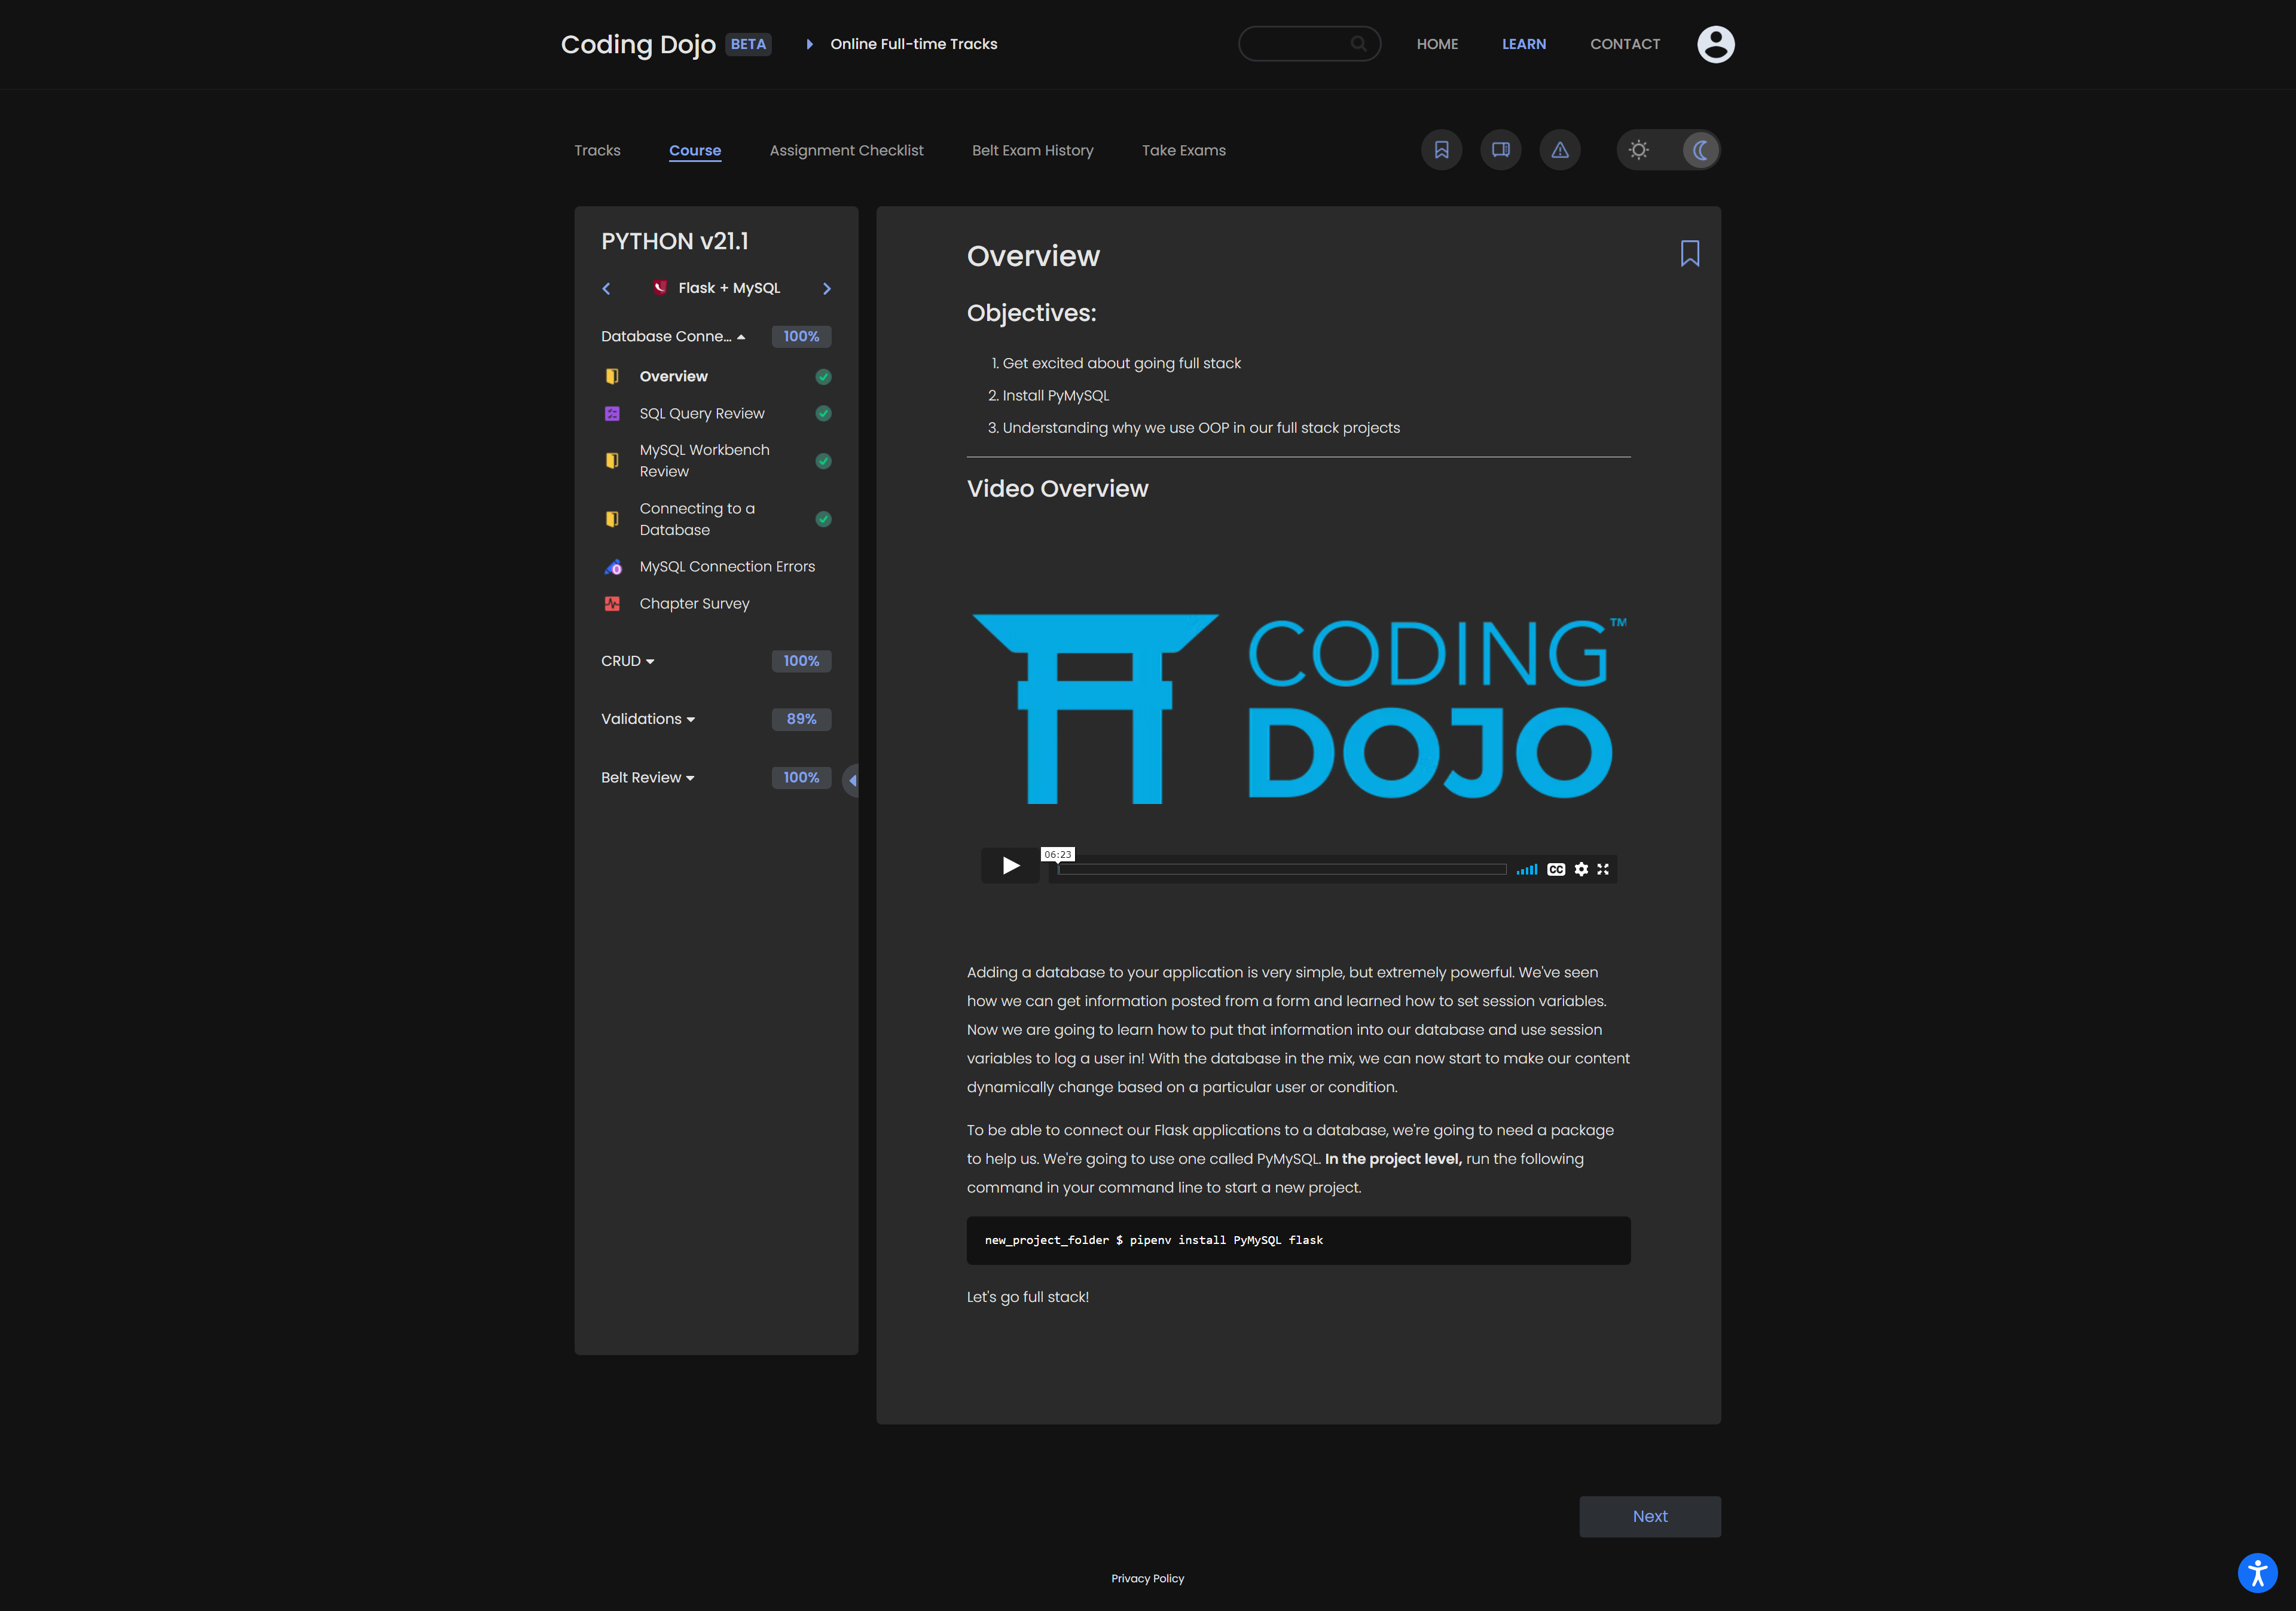 Coding Dojo BETA Online Full-time Tracks HOME LEARN CONTACT
Tracks Course Assignment Checklist Belt Exam History Take Exams
PYTHON v21.1
Flask + MySQL
Database Conne... 100%
Overview
SQL Query Review
MySQL Workbench
Review
Connecting to a
Database
MySQL Connection Errors
Chapter Survey
CRUD 100%
Validations 89%
Belt Review 100%
Overview
Objectives:
1. Get excited about going full stack
2. Install PyMySQL
3. Understanding why we use OOP in our full stack projects
Video Overview
CODING™
DOJO
06:23
CC
Adding a database to your application is very simple, but extremely powerful. We've seen
how we can get information posted from a form and learned how to set session variables.
Now we are going to learn how to put that information into our database and use session
variables to log a user in! With the database in the mix, we can now start to make our content
dynamically change based on a particular user or condition.
To be able to connect our Flask applications to a database, we're going to need a package
to help us. We're going to use one called PyMySQL. In the project level, run the following
command in your command line to start a new project.
new_project_folder $ pipenv install PyMySQL flask
Let's go full stack!
Next
Privacy Policy